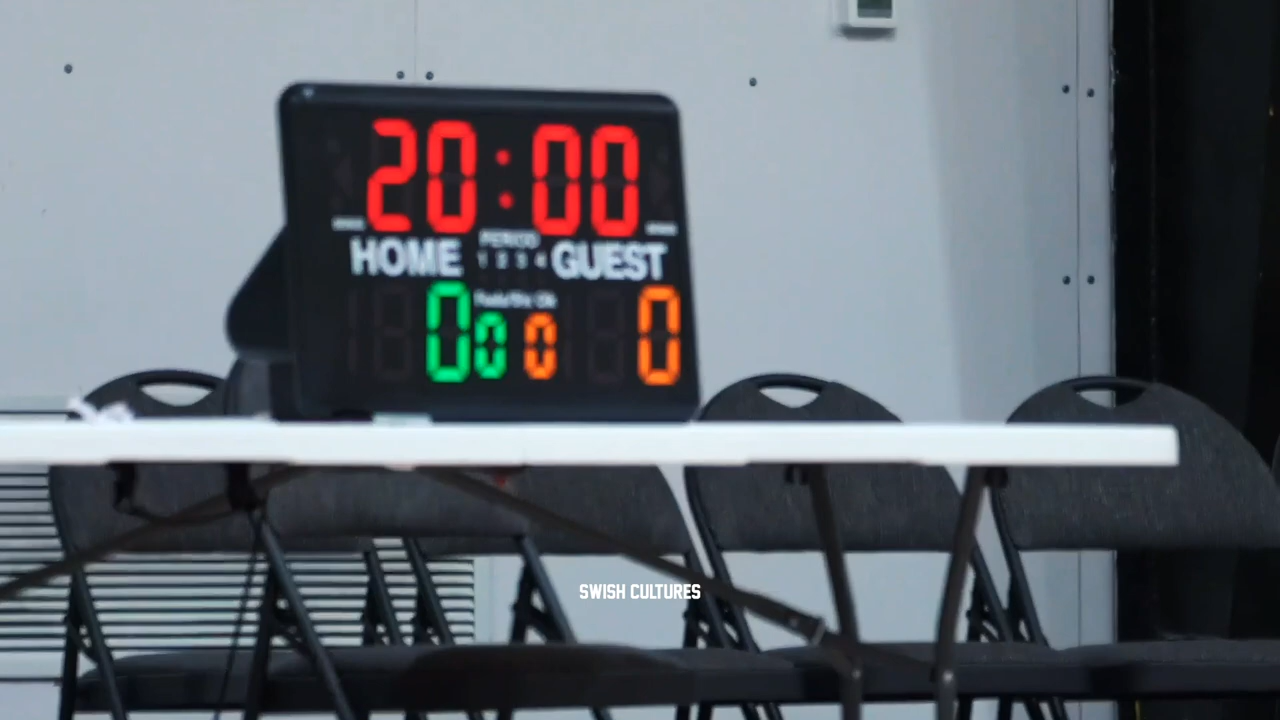 20:00
PERIOD
HOME 1 2 3 4 GUEST
0 0 0 0
SWISH CULTURES